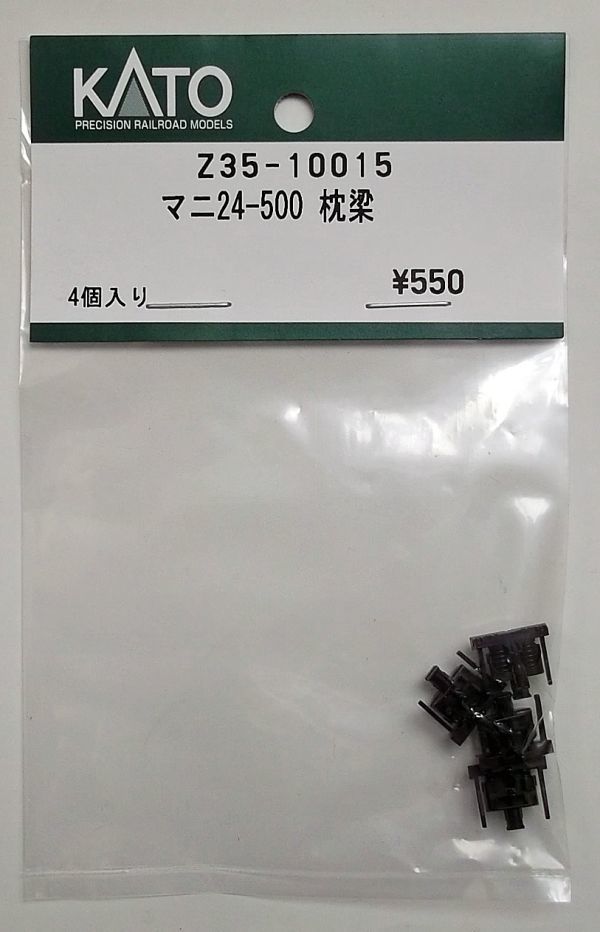 KATO
PRECISION RAILROAD MODELS
Z35-10015
マニ24-500 枕梁
4個入り
¥550